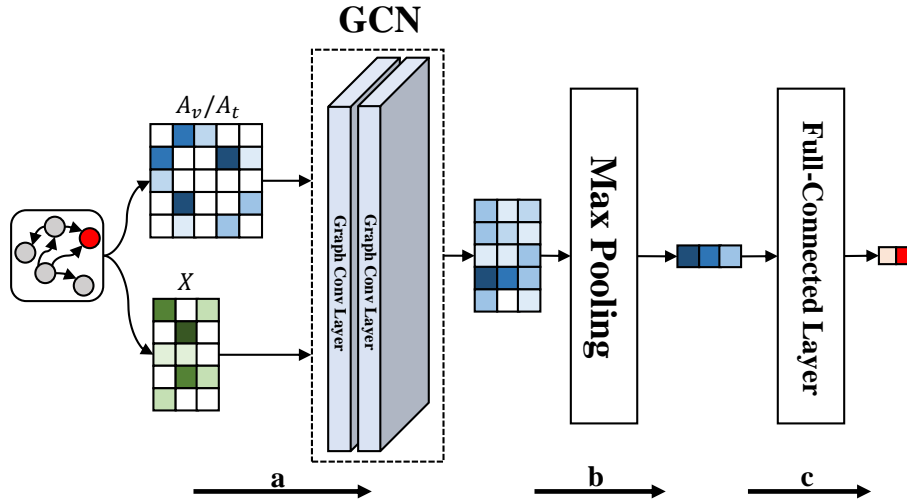 GCN
A_v/A_t
X
Graph Conv Layer
Graph Conv Layer
Max Pooling
Full-Connected Layer
a
b
c